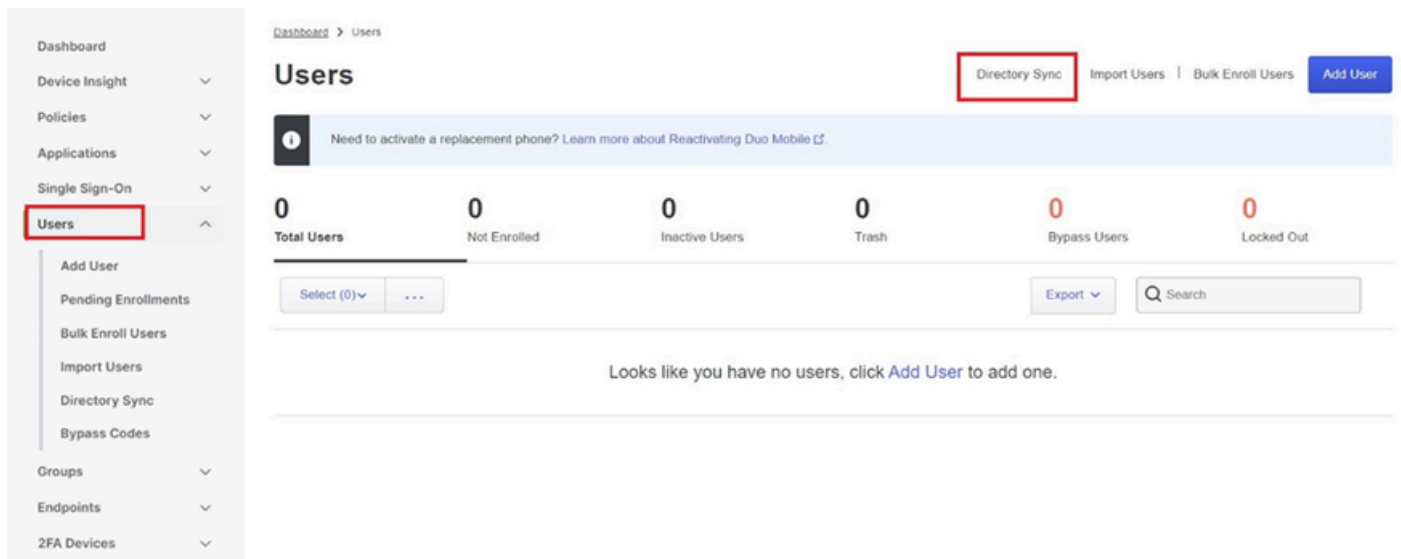 Dashboard
Device Insight
Policies
Applications
Single Sign-On
Users
Add User
Pending Enrollments
Bulk Enroll Users
Import Users
Directory Sync
Bypass Codes
Groups
Endpoints
2FA Devices
Dashboard > Users
Users
Directory Sync Import Users | Bulk Enroll Users Add User
Need to activate a replacement phone? Learn more about Reactivating Duo Mobile.
0 0 0 0 0 0
Total Users Not Enrolled Inactive Users Trash Bypass Users Locked Out
Select (0) ... Export Search
Looks like you have no users, click Add User to add one.